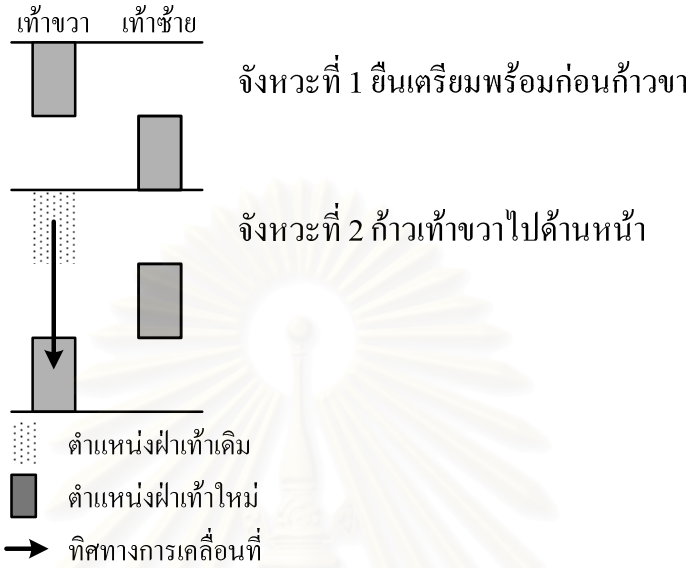 เท้าขวา เท้าซ้าย
จังหวะที่ 1 ยืนเตรียมพร้อมก่อนก้าวขา
จังหวะที่ 2 ก้าวเท้าขวาไปด้านหน้า
ตำแหน่งฝ่าเท้าเดิม
ตำแหน่งฝ่าเท้าใหม่
ทิศทางการเคลื่อนที่